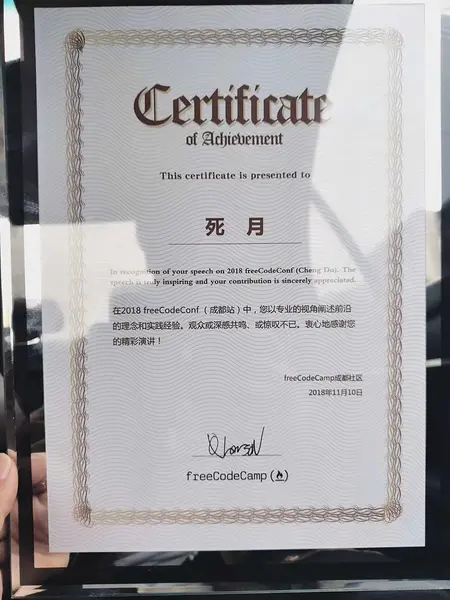 Certificate
of Achievement
This certificate is presented to
死 月
In recognition of your speech on 2018 freeCodeConf (Cheng Du). The
speech is truly inspiring and your contribution is sincerely appreciated.
在2018 freeCodeConf（成都站）中，您以专业的视角阐述前沿
的理念和实践经验。观众或深感共鸣、或惊叹不已。衷心地感谢您
的精彩演讲！
freeCodeCamp成都社区
2018年11月10日
freeCodeCamp